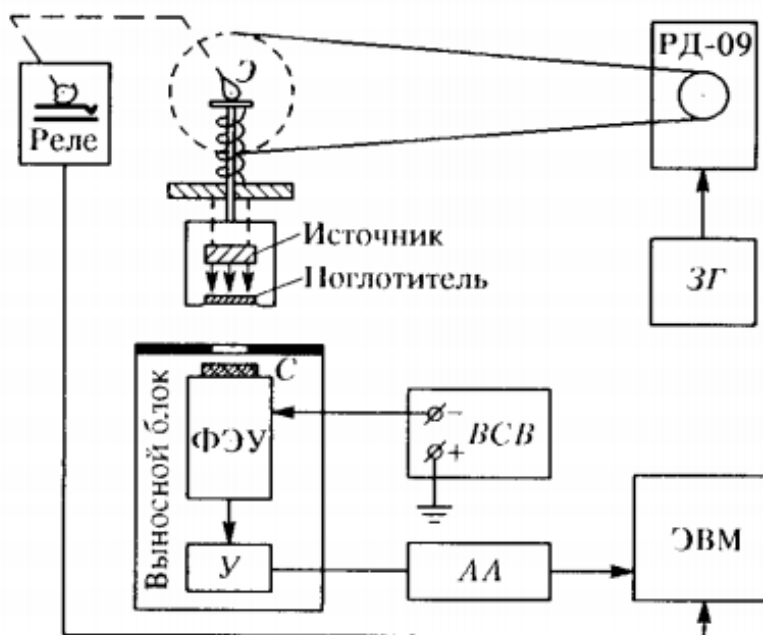 РД-09
Э
Реле
Источник
Поглотитель
ЗГ
Выносной блок
С
ФЭУ
–
+
ВСВ
У
АА
ЭВМ